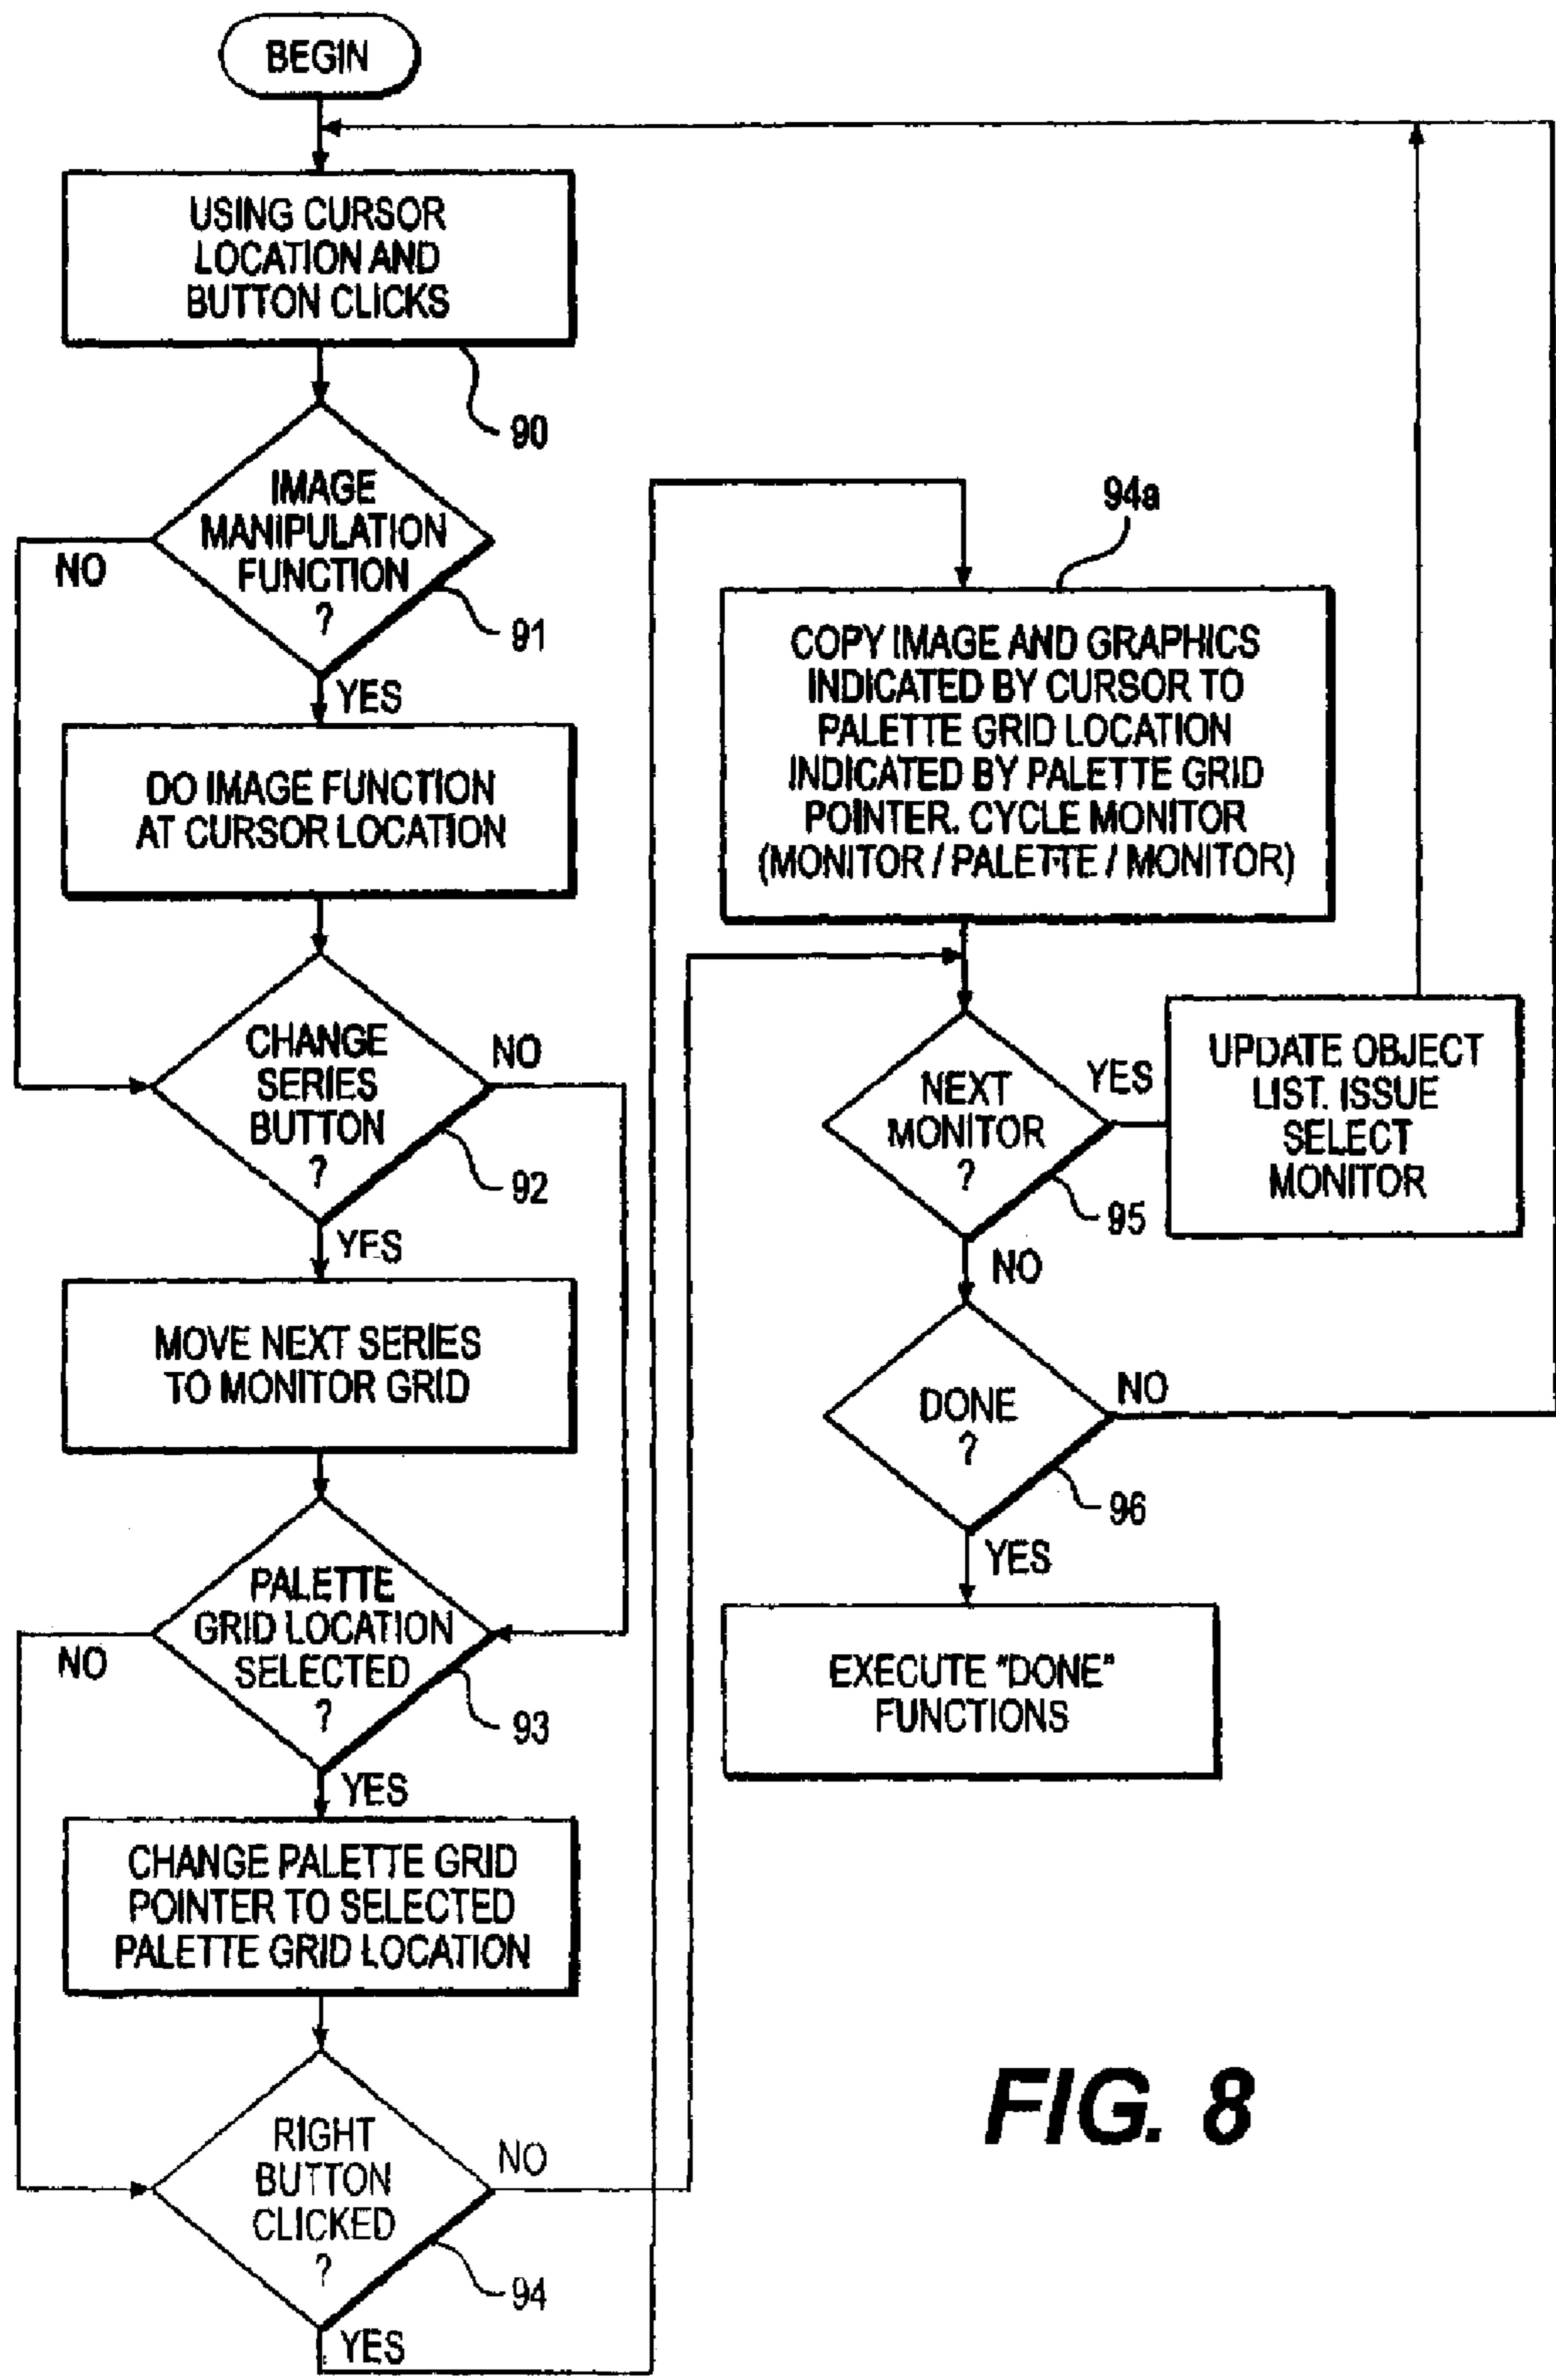 BEGIN
USING CURSOR
LOCATION AND
BUTTON CLICKS
90
IMAGE
MANIPULATION
FUNCTION
?
91
NO
YES
DO IMAGE FUNCTION
AT CURSOR LOCATION
CHANGE
SERIES
BUTTON
?
92
NO
YES
MOVE NEXT SERIES
TO MONITOR GRID
PALETTE
GRID LOCATION
SELECTED
?
93
NO
YES
CHANGE PALETTE GRID
POINTER TO SELECTED
PALETTE GRID LOCATION
RIGHT
BUTTON
CLICKED
?
94
NO
YES
94a
COPY IMAGE AND GRAPHICS
INDICATED BY CURSOR TO
PALETTE GRID LOCATION
INDICATED BY PALETTE GRID
POINTER. CYCLE MONITOR
(MONITOR / PALETTE / MONITOR)
NEXT
MONITOR
?
95
YES
UPDATE OBJECT
LIST. ISSUE
SELECT
MONITOR
NO
DONE
?
96
NO
YES
EXECUTE "DONE"
FUNCTIONS
FIG. 8